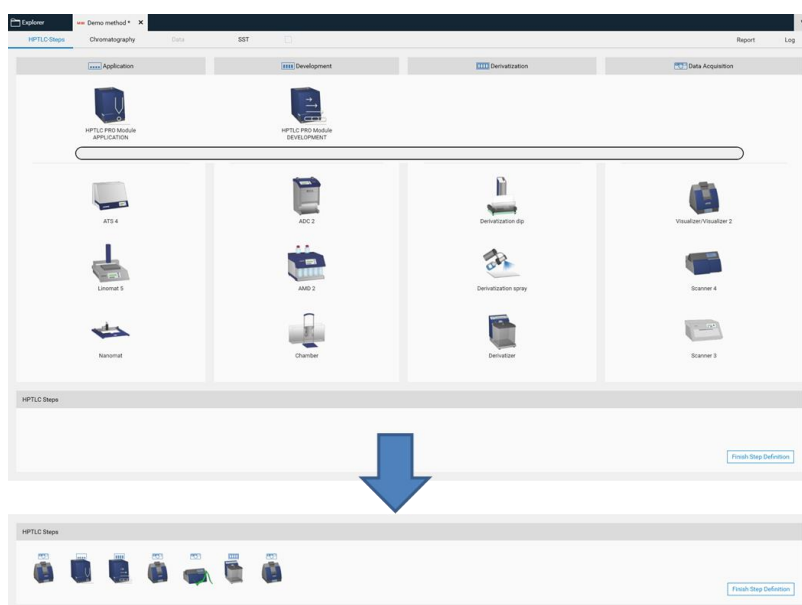 Explorer
NEW Demo method *
HPTLC-Steps Chromatography Data SST Report Log
Application Development Derivatization Data Acquisition
HPTLC PRO Module HPTLC PRO Module
APPLICATION DEVELOPMENT
ATS 4 ADC 2 Derivatization dip Visualizer/Visualizer 2
Linomat 5 AMD 2 Derivatization spray Scanner 4
Nanomat Chamber Derivatizer Scanner 3
HPTLC Steps
Finish Step Definition
HPTLC Steps
Finish Step Definition